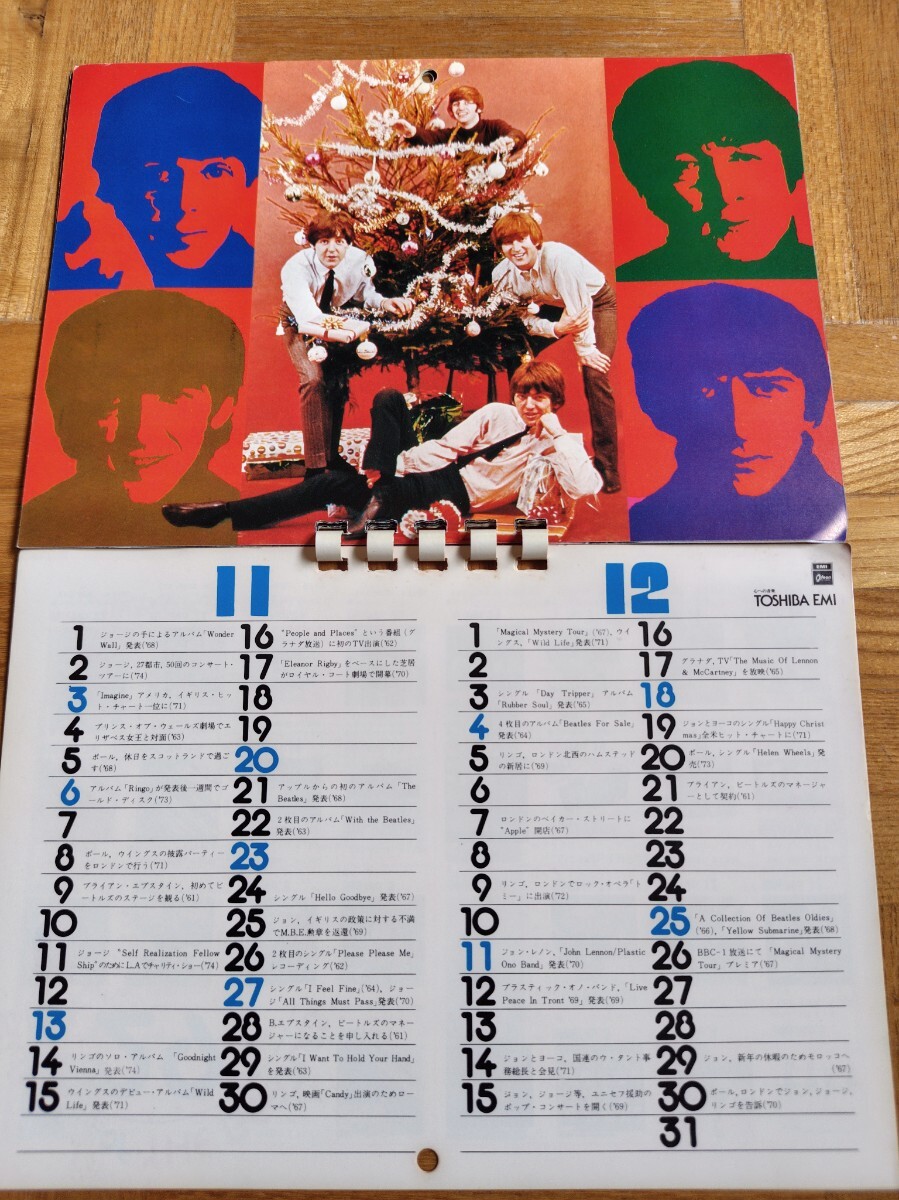 11
1 ジョージの手によるアルバム「Wonder
Wall」発表('68)
2 ジョージ, 27都市, 50回のコンサート・
ツアーに('74)
3 「Imagine」アメリカ, イギリス・ヒッ
ト・チャート一位に('71)
4 プリンス・オブ・ウェールズ劇場でエ
リザベス女王と対面('63)
5 ポール, 休日をスコットランドで過ご
す('68)
6 アルバム「Ringo」が発表後一週間でゴ
ールド・ディスク('73)
7
8 ポール, ウイングスの披露パーティー
をロンドンで行う('71)
9 ブライアン・エプスタイン, 初めてビ
ートルズのステージを観る('61)
10
11 ジョージ "Self Realization Fellow
Ship"のためにL.A.でチャリティ・ショー('74)
12
13
14 リンゴのソロ・アルバム 「Goodnight
Vienna」発表('74)
15 ウイングスのデビュー・アルバム「Wild
Life」発表('71)
16 "People and Places" という番組(グ
ラナダ放送)に初のTV出演('62)
17 「Eleanor Rigby」をベースにした芝居
がロイヤル・コート劇場で開幕('70)
18
19
20
21 アップルからの初のアルバム「The
Beatles」発表('68)
22 2枚目のアルバム「With the Beatles」
発表('63)
23
24 シングル「Hello Goodbye」発表('67)
25 ジョン, イギリスの政策に対する不満
でM.B.E.勲章を返還('69)
26 2枚目のシングル「Please Please Me」
レコーディング('62)
27 シングル「I Feel Fine」('64), ジョー
ジ「All Things Must Pass」発表('70)
28 B.エプスタイン, ビートルズのマネー
ジャーになることを申し入れる('61)
29 シングル「I Want To Hold Your Hand」
を発表('63)
30 リンゴ, 映画「Candy」出演のためロー
マへ('67)
12
EMI
Odeon
心への音楽
TOSHIBA EMI
1 「Magical Mystery Tour」('67), ウイ
ングス, 「Wild Life」発表('71)
2
3 シングル 「Day Tripper」 アルバム
「Rubber Soul」発表('65)
4 4枚目のアルバム「Beatles For Sale」
発表('64)
5 リンゴ, ロンドン北西のハムステッド
の新居に('69)
6
7 ロンドンのベイカー・ストリートに
"Apple" 開店('67)
8
9 リンゴ, ロンドンでロック・オペラ「ト
ミー」に出演('72)
10
11 ジョン・レノン, 「John Lennon/Plastic
Ono Band」発表('70)
12 プラスティック・オノ・バンド, 「Live
Peace In Tront '69」発表('69)
13
14 ジョンとヨーコ, 国連のウ・タント事
務総長と会見('71)
15 ジョン, ジョージ等, ユニセフ援助の
ポップ・コンサートを開く('69)
16
17 グラナダ, TV「The Music Of Lennon
& McCartney」を放映('65)
18
19 ジョンとヨーコのシングル「Happy Christ
mas」全米ヒット・チャートに('71)
20 ポール, シングル「Helen Wheels」発
売('73)
21 ブライアン, ビートルズのマネージャ
ーとして契約('61)
22
23
24
25 「A Collection Of Beatles Oldies」
('66), 「Yellow Submarine」発表('68)
26 BBC-1 放送にて 「Magical Mystery
Tour」プレミア('67)
27
28
29 ジョン, 新年の休暇のためモロッコへ
('67)
30 ポール, ロンドンでジョン, ジョージ,
リンゴを告訴('70)
31